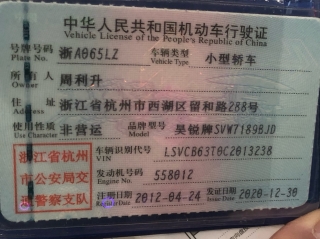 中华人民共和国机动车行驶证
Vehicle License of the People's Republic of China
号牌号码 浙A065LZ 车辆类型 小型轿车
Plate No. Vehicle Type
所有人 周利升
Owner
住址 浙江省杭州市西湖区留和路288号
Address
使用性质 非营运 品牌型号 昊锐牌SVW7189BJD
Use Character Model
浙江省杭州市公安局交通警察支队
车辆识别代号 LSVCB63T0C2013238
VIN
发动机号码 558012
Engine No.
注册日期 2012-04-24 发证日期 2020-12-30
Register Date Issue Date